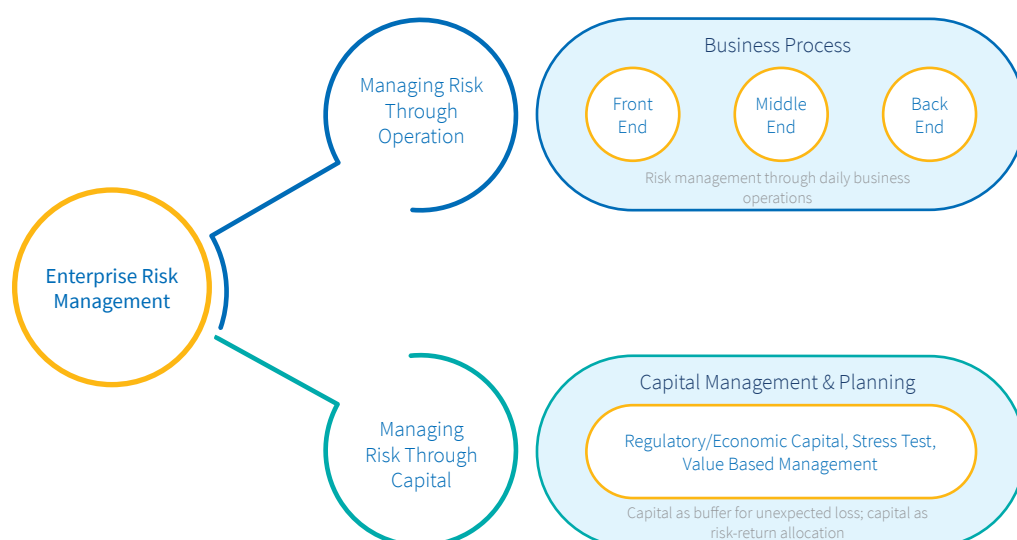 Enterprise Risk
Management
Managing Risk
Through
Operation
Business Process
Front
End
Middle
End
Back
End
Risk management through daily business
operations
Managing
Risk Through
Capital
Capital Management & Planning
Regulatory/Economic Capital, Stress Test,
Value Based Management
Capital as buffer for unexpected loss; capital as
risk-return allocation